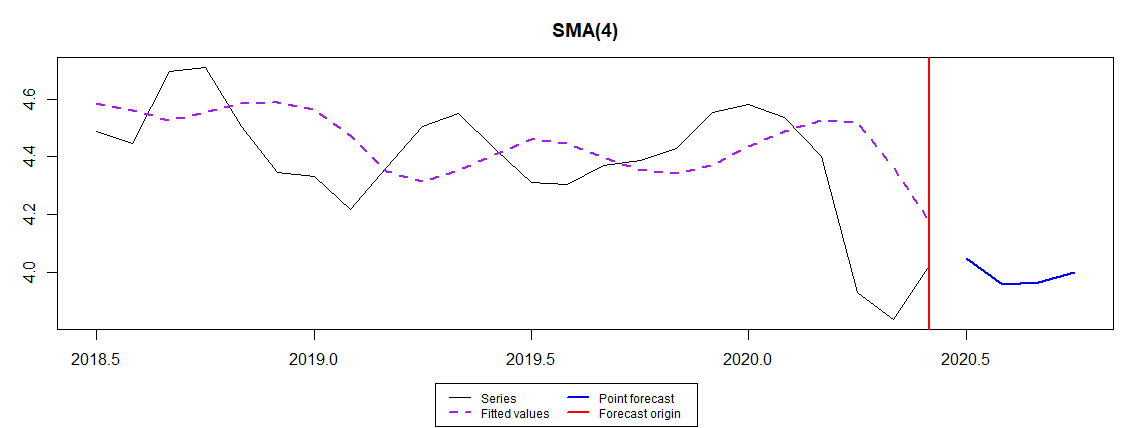 SMA(4)
4.6
4.4
4.2
4.0
2018.5 2019.0 2019.5 2020.0 2020.5
Series Point forecast
Fitted values Forecast origin